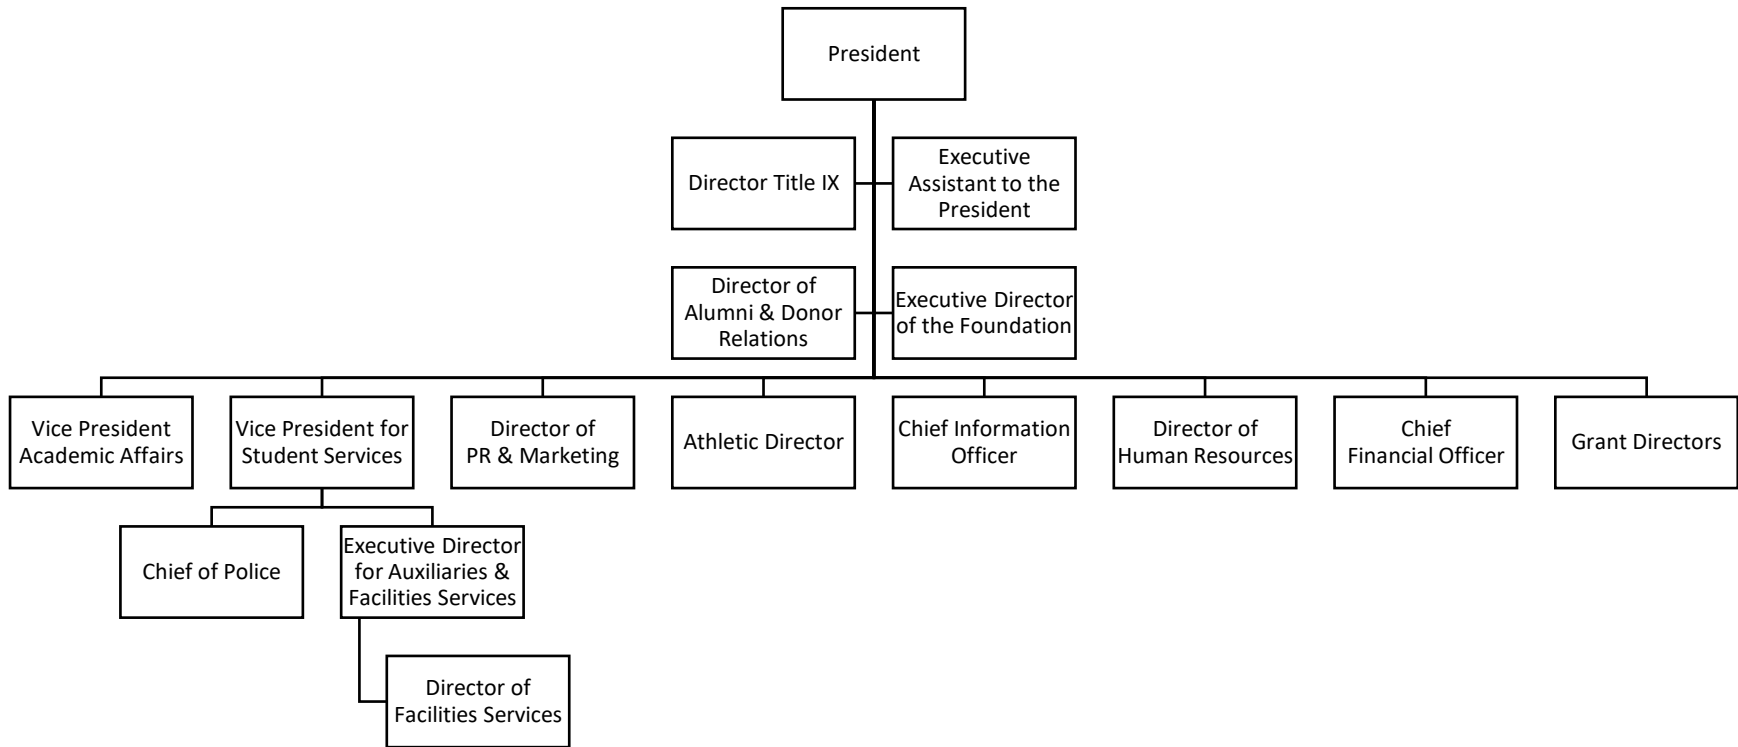 President
Director Title IX
Executive
Assistant to the
President
Director of
Alumni & Donor
Relations
Executive Director
of the Foundation
Vice President
Academic Affairs
Vice President for
Student Services
Director of
PR & Marketing
Athletic Director
Chief Information
Officer
Director of
Human Resources
Chief
Financial Officer
Grant Directors
Chief of Police
Executive Director
for Auxiliaries &
Facilities Services
Director of
Facilities Services